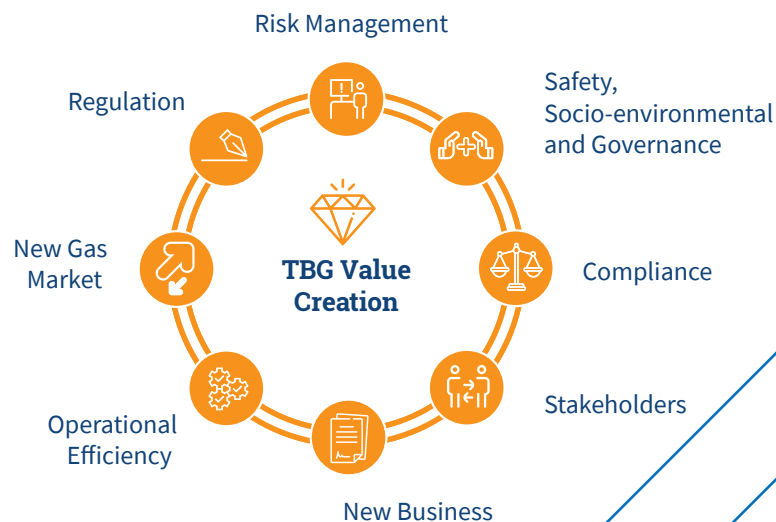 Risk Management
Safety,
Socio-environmental
and Governance
Compliance
Stakeholders
New Business
Operational
Efficiency
New Gas
Market
Regulation
TBG Value
Creation